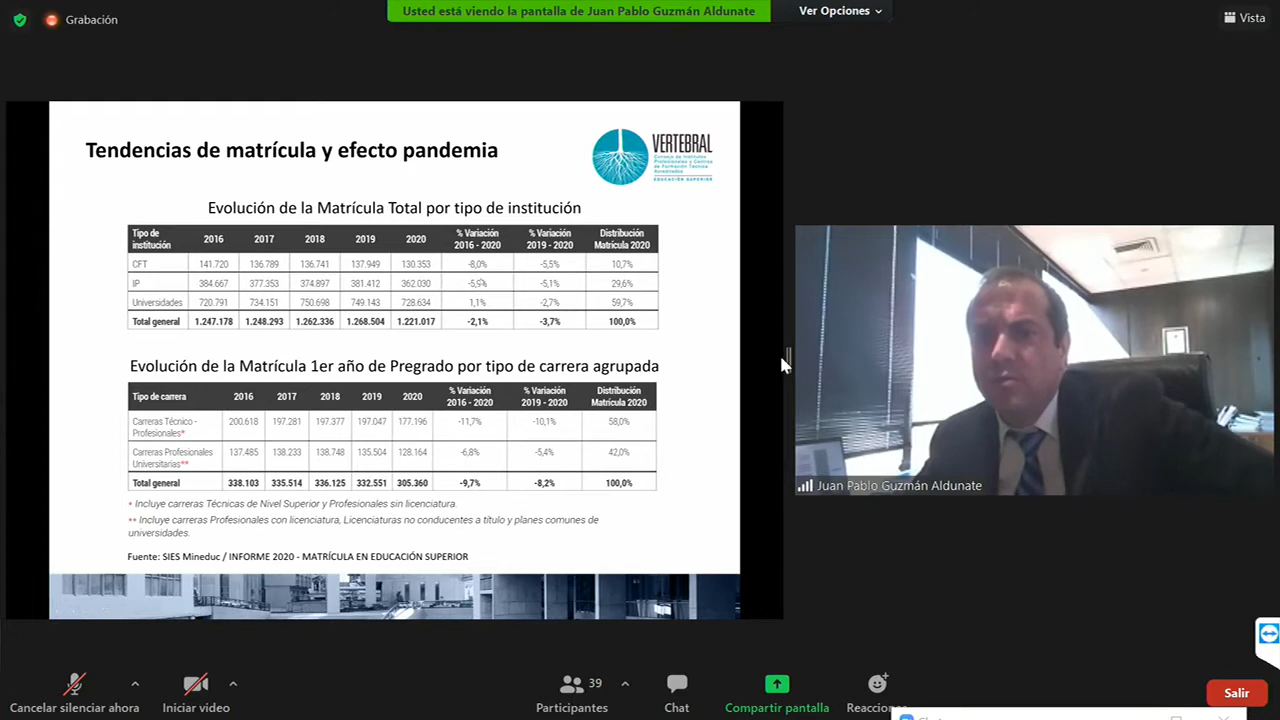 Grabación
Usted está viendo la pantalla de Juan Pablo Guzmán Aldunate
Ver Opciones
Vista
Tendencias de matrícula y efecto pandemia
VERTEBRAL
Consejo de Institutos
Profesionales y Centros
de Formación Técnica
Acreditados
EDUCACIÓN SUPERIOR
Evolución de la Matrícula Total por tipo de institución
Tipo de institución 2016 2017 2018 2019 2020 % Variación 2016 - 2020 % Variación 2019 - 2020 Distribución Matrícula 2020
CFT 141.720 136.789 136.741 137.949 130.353 -8,0% -5,5% 10,7%
IP 384.667 377.353 374.897 381.412 362.030 -5,9% -5,1% 29,6%
Universidades 720.791 734.151 750.698 749.143 728.634 1,1% -2,7% 59,7%
Total general 1.247.178 1.248.293 1.262.336 1.268.504 1.221.017 -2,1% -3,7% 100,0%
Evolución de la Matrícula 1er año de Pregrado por tipo de carrera agrupada
Tipo de carrera 2016 2017 2018 2019 2020 % Variación 2016 - 2020 % Variación 2019 - 2020 Distribución Matrícula 2020
Carreras Técnico - Profesionales* 200.618 197.281 197.377 197.047 177.196 -11,7% -10,1% 58,0%
Carreras Profesionales Universitarias** 137.485 138.233 138.748 135.504 128.164 -6,8% -5,4% 42,0%
Total general 338.103 335.514 336.125 332.551 305.360 -9,7% -8,2% 100,0%
* Incluye carreras Técnicas de Nivel Superior y Profesionales sin licenciatura.
** Incluye carreras Profesionales con licenciatura, Licenciaturas no conducentes a título y planes comunes de
universidades.
Fuente: SIES Mineduc / INFORME 2020 - MATRÍCULA EN EDUCACIÓN SUPERIOR
Juan Pablo Guzmán Aldunate
Cancelar silenciar ahora
Iniciar video
39
Participantes
Chat
Compartir pantalla
Reaccion
Salir